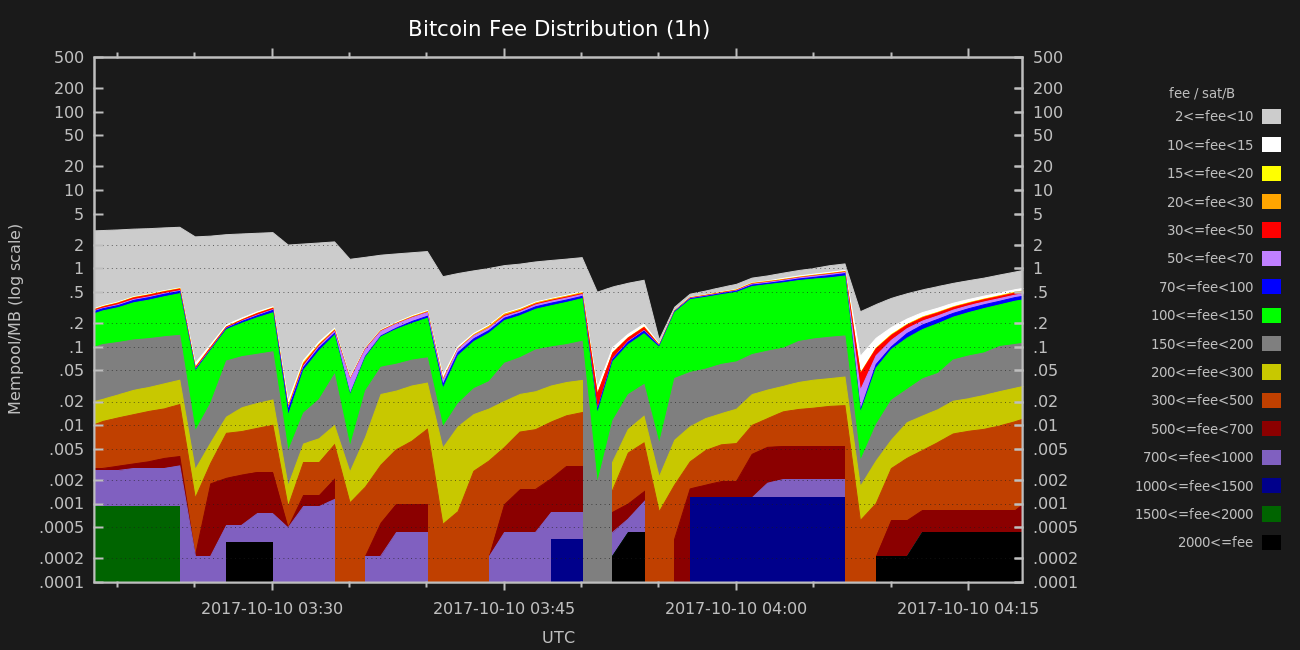 Bitcoin Fee Distribution (1h)
500 500
200 200
100 100
50 50
20 20
10 10
5 5
2 2
1 1
.5 .5
.2 .2
.1 .1
.05 .05
.02 .02
.01 .01
.005 .005
.002 .002
.001 .001
.0005 .0005
.0002 .0002
.0001 .0001
Mempool/MB (log scale)
2017-10-10 03:30 2017-10-10 03:45 2017-10-10 04:00 2017-10-10 04:15
UTC
fee / sat/B
2<=fee<10
10<=fee<15
15<=fee<20
20<=fee<30
30<=fee<50
50<=fee<70
70<=fee<100
100<=fee<150
150<=fee<200
200<=fee<300
300<=fee<500
500<=fee<700
700<=fee<1000
1000<=fee<1500
1500<=fee<2000
2000<=fee